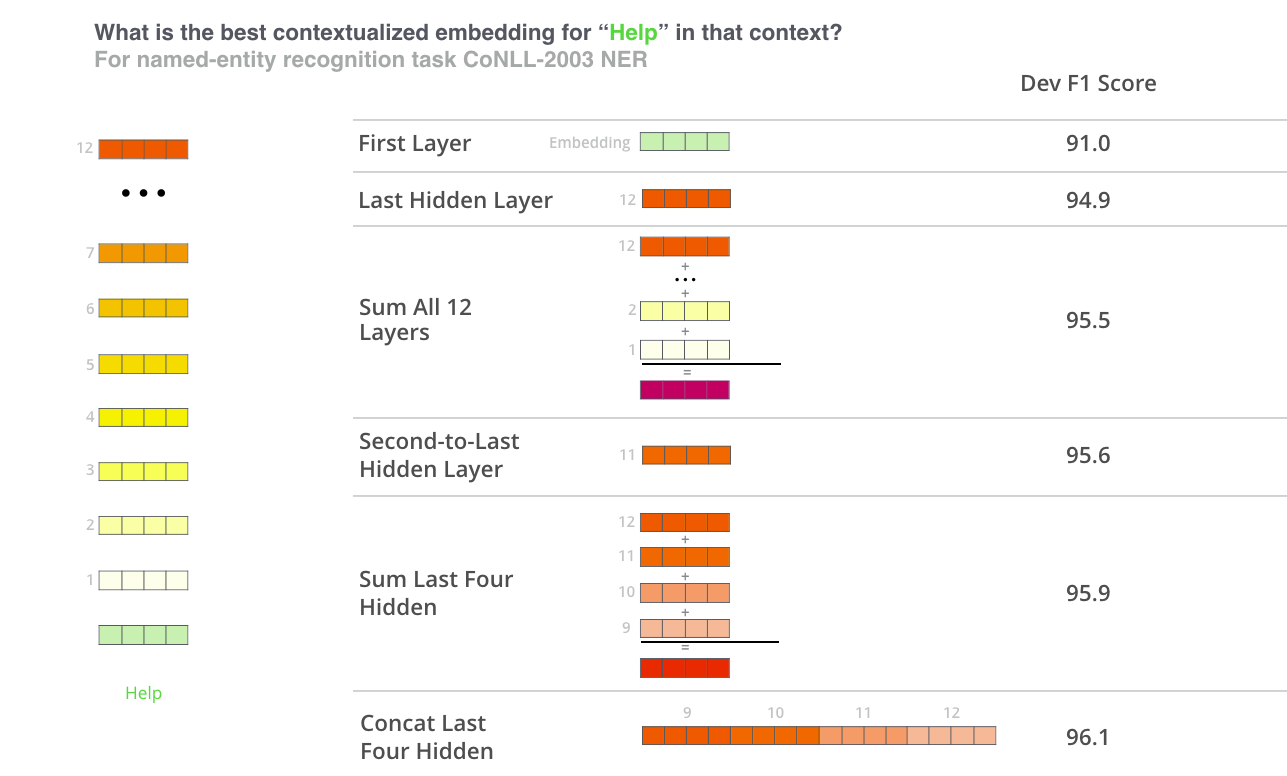 What is the best contextualized embedding for “Help” in that context?
For named-entity recognition task CoNLL-2003 NER
Dev F1 Score
12
• • •
7
6
5
4
3
2
1
Help
First Layer
Embedding
91.0
Last Hidden Layer
12
94.9
Sum All 12
Layers
12
+
...
+
2
+
1
=
95.5
Second-to-Last
Hidden Layer
11
95.6
Sum Last Four
Hidden
12
+
11
+
10
+
9
=
95.9
Concat Last
Four Hidden
9 10 11 12
96.1